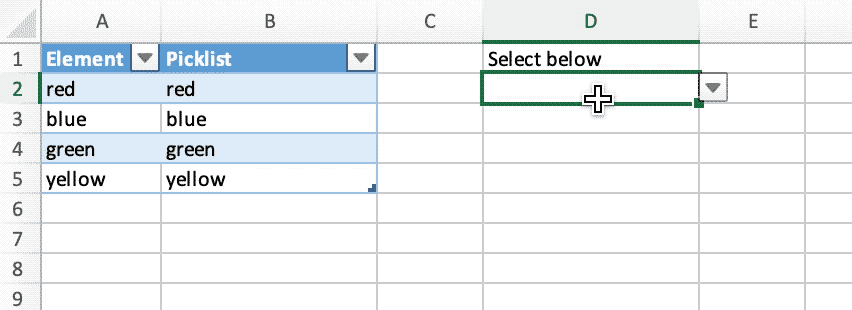 A B C D E
1 Element Picklist Select below
2 red red
3 blue blue
4 green green
5 yellow yellow
6
7
8
9